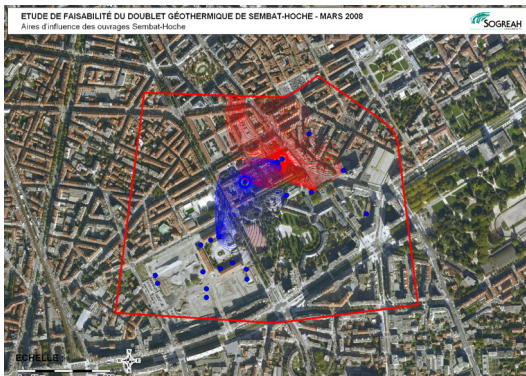 ETUDE DE FAISABILITÉ DU DOUBLET GÉOTHERMIQUE DE SEMBAT-HOCHE - MARS 2008
Aires d'influence des ouvrages Sembat-Hoche
SOGREAH
ECHELLE :